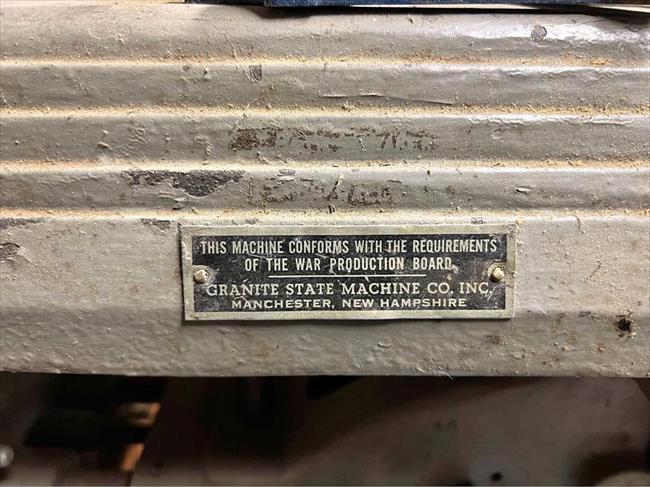 THIS MACHINE CONFORMS WITH THE REQUIREMENTS
OF THE WAR PRODUCTION BOARD
GRANITE STATE MACHINE CO, INC,
MANCHESTER, NEW HAMPSHIRE